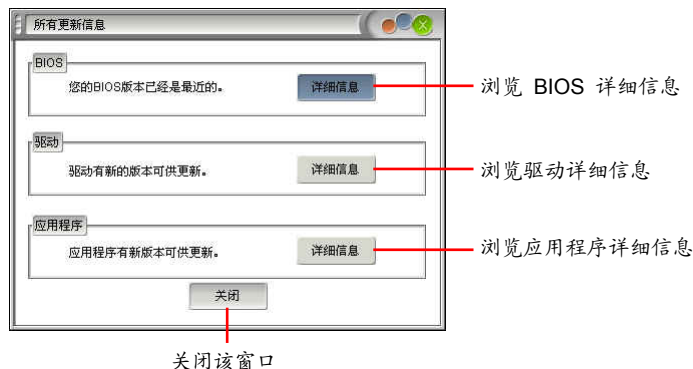 所有更新信息
BIOS
您的BIOS版本已经是最近的。
详细信息
浏览 BIOS 详细信息
驱动
驱动有新的版本可供更新。
详细信息
浏览驱动详细信息
应用程序
应用程序有新版本可供更新。
详细信息
浏览应用程序详细信息
关闭
关闭该窗口